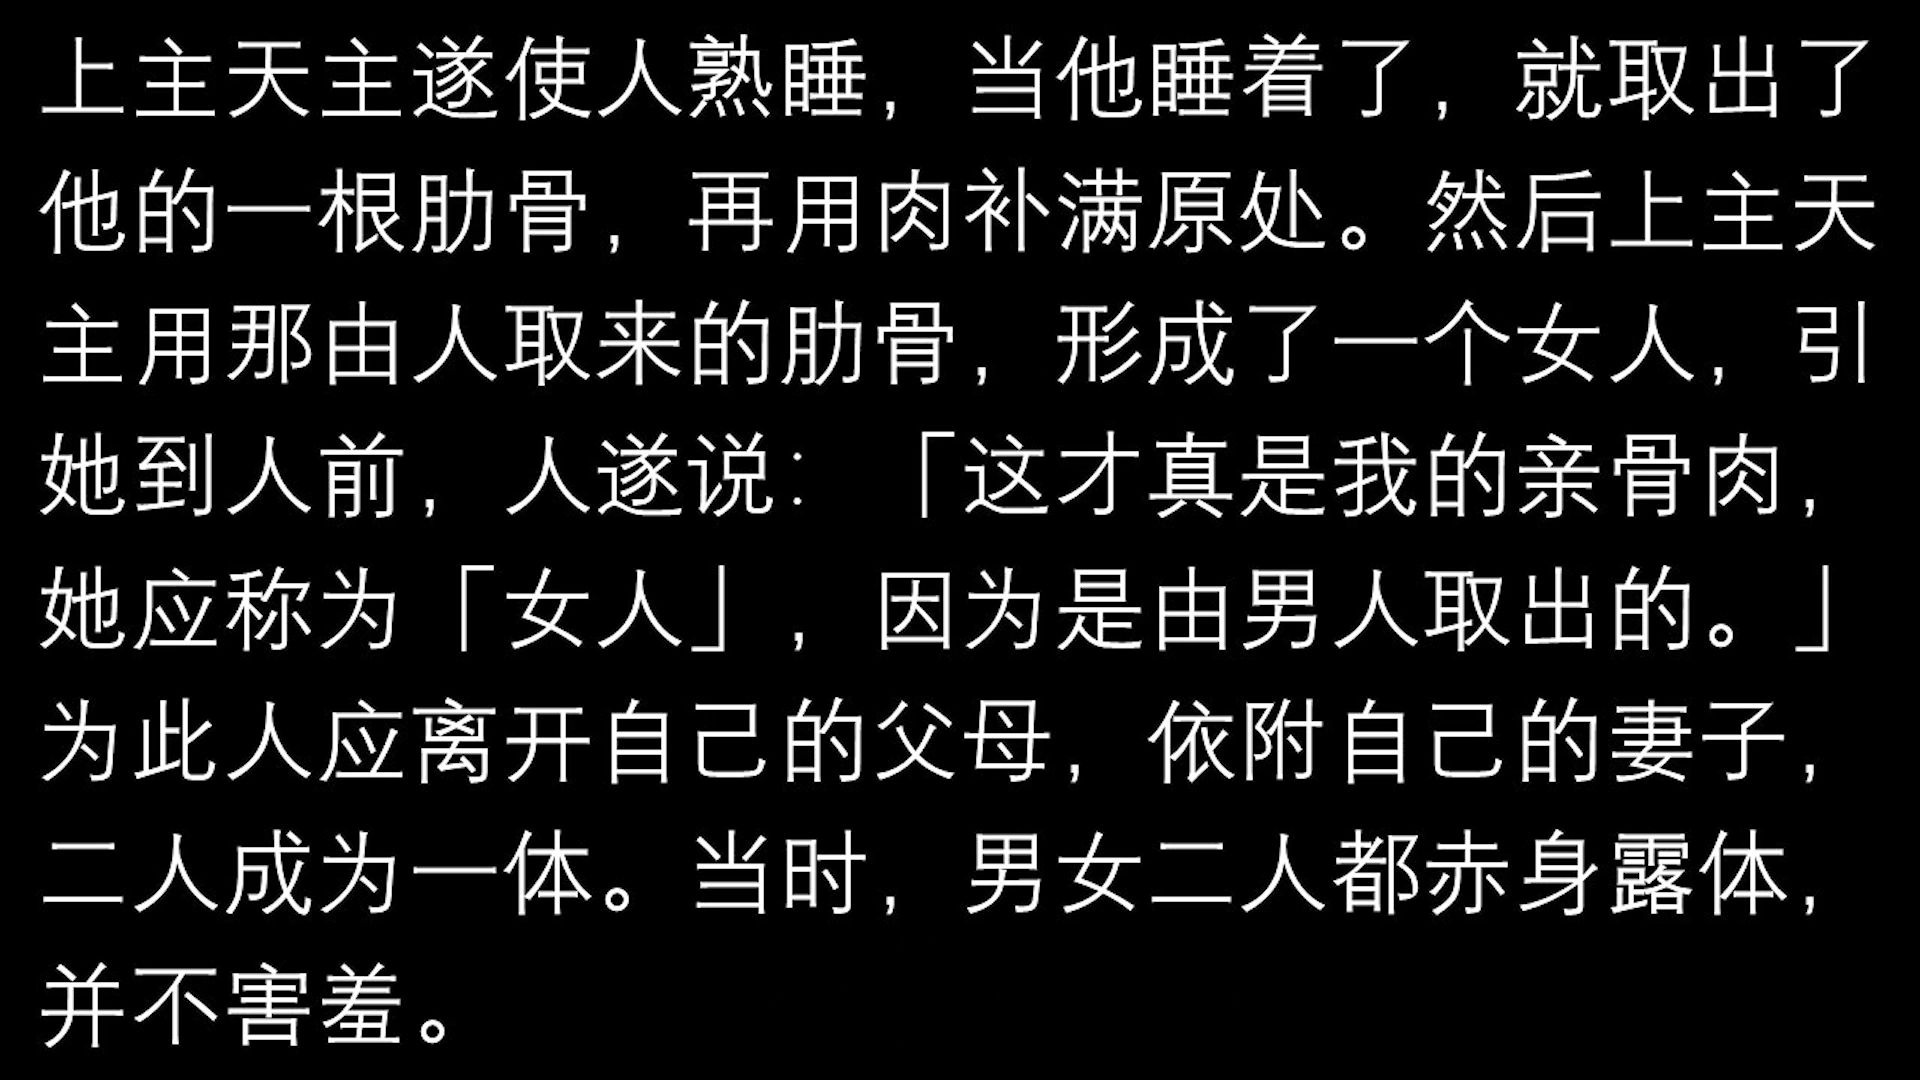 上主天主遂使人熟睡，当他睡着了，就取出了
他的一根肋骨，再用肉补满原处。然后上主天
主用那由人取来的肋骨，形成了一个女人，引
她到人前，人遂说：「这才真是我的亲骨肉，
她应称为「女人」，因为是由男人取出的。」
为此人应离开自己的父母，依附自己的妻子，
二人成为一体。当时，男女二人都赤身露体，
并不害羞。